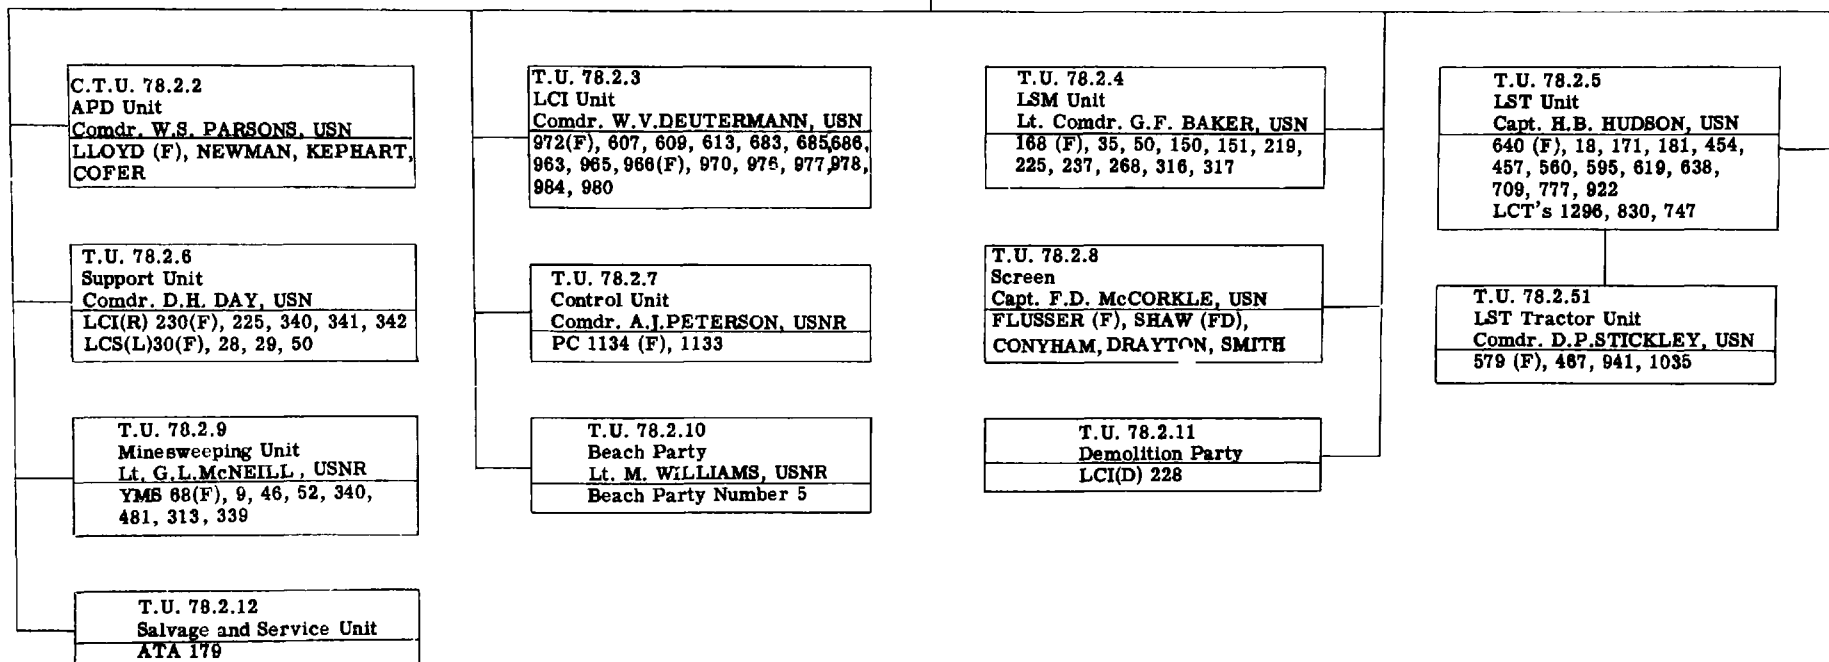 C.T.U. 78.2.2
APD Unit
Comdr. W.S. PARSONS, USN
LLOYD (F), NEWMAN, KEPHART,
COFER
T.U. 78.2.3
LCI Unit
Comdr. W.V.DEUTERMANN, USN
972(F), 607, 609, 613, 683, 685,686,
963, 965, 966(F), 970, 976, 977,978,
984, 980
T.U. 78.2.4
LSM Unit
Lt. Comdr. G.F. BAKER, USN
168 (F), 35, 50, 150, 151, 219,
225, 237, 268, 316, 317
T.U. 78.2.5
LST Unit
Capt. H.B. HUDSON, USN
640 (F), 18, 171, 181, 454,
457, 560, 595, 619, 638,
709, 777, 922
LCT's 1296, 830, 747
T.U. 78.2.6
Support Unit
Comdr. D.H. DAY, USN
LCI(R) 230(F), 225, 340, 341, 342
LCS(L)30(F), 28, 29, 50
T.U. 78.2.7
Control Unit
Comdr. A.J.PETERSON, USNR
PC 1134 (F), 1133
T.U. 78.2.8
Screen
Capt. F.D. McCORKLE, USN
FLUSSER (F), SHAW (FD),
CONYHAM, DRAYTON, SMITH
T.U. 78.2.51
LST Tractor Unit
Comdr. D.P.STICKLEY, USN
579 (F), 467, 941, 1035
T.U. 78.2.9
Minesweeping Unit
Lt. G.L.McNEILL, USNR
YMS 68(F), 9, 46, 52, 340,
481, 313, 339
T.U. 78.2.10
Beach Party
Lt. M. WILLIAMS, USNR
Beach Party Number 5
T.U. 78.2.11
Demolition Party
LCI(D) 228
T.U. 78.2.12
Salvage and Service Unit
ATA 179